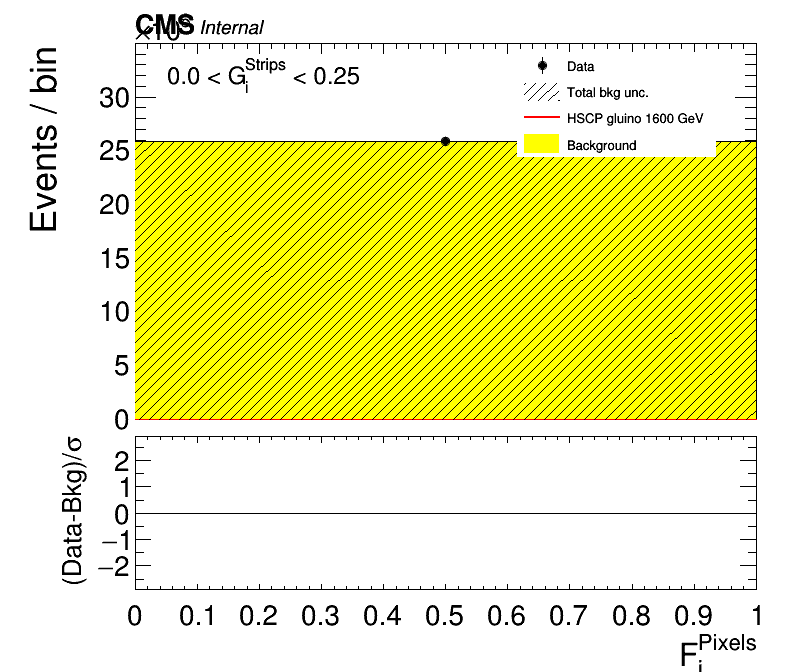 CMS Internal
Events / bin
0.0 < G_i^Strips < 0.25
Data
Total bkg unc.
HSCP gluino 1600 GeV
Background
30
25
20
15
10
5
0
(Data-Bkg)/σ
2
1
0
−1
−2
0 0.1 0.2 0.3 0.4 0.5 0.6 0.7 0.8 0.9 1
F_i^Pixels